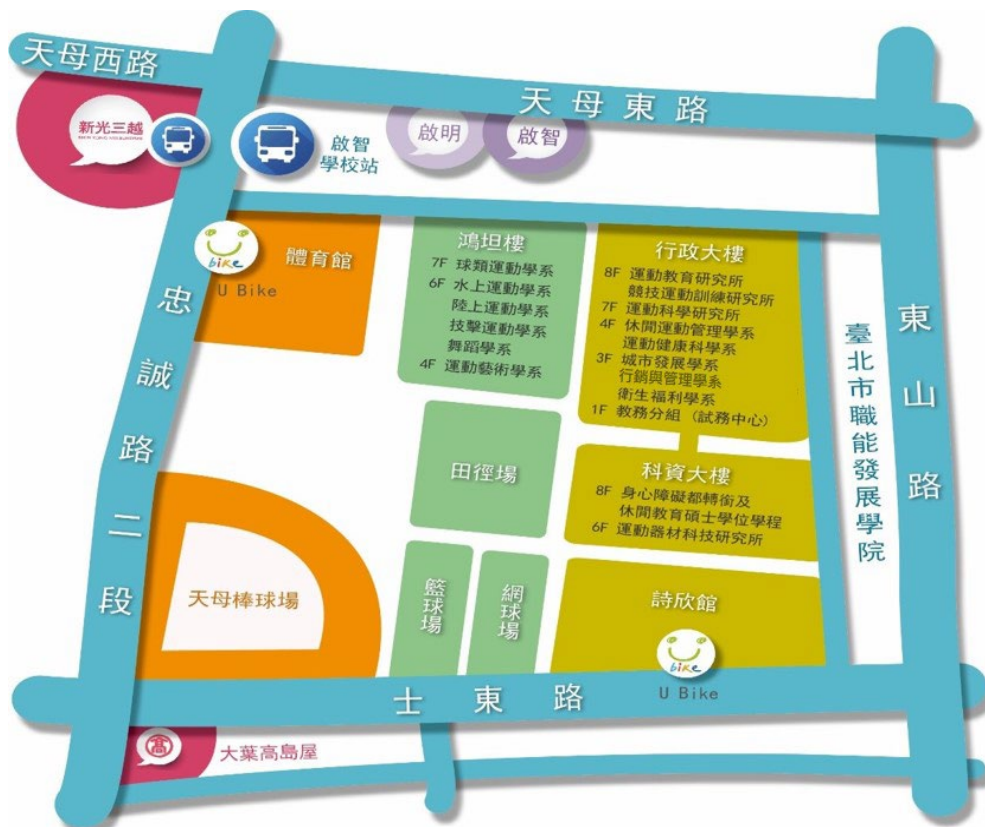 天母西路
天母東路
新光三越
啟智
學校站
啟明
啟智
bike
U Bike
體育館
鴻坦樓
7F 球類運動學系
6F 水上運動學系
陸上運動學系
技擊運動學系
舞蹈學系
4F 運動藝術學系
行政大樓
8F 運動教育研究所
競技運動訓練研究所
7F 運動科學研究所
4F 休閒運動管理學系
運動健康科學系
3F 城市發展學系
行銷與管理學系
衛生福利學系
1F 教務分組（試務中心）
忠誠路二段
臺北市職能發展學院
東山路
田徑場
科資大樓
8F 身心障礙都轉銜及
休閒教育碩士學位學程
6F 運動器材科技研究所
天母棒球場
籃球場
網球場
詩欣館
bike
U Bike
士東路
髙
大葉高島屋